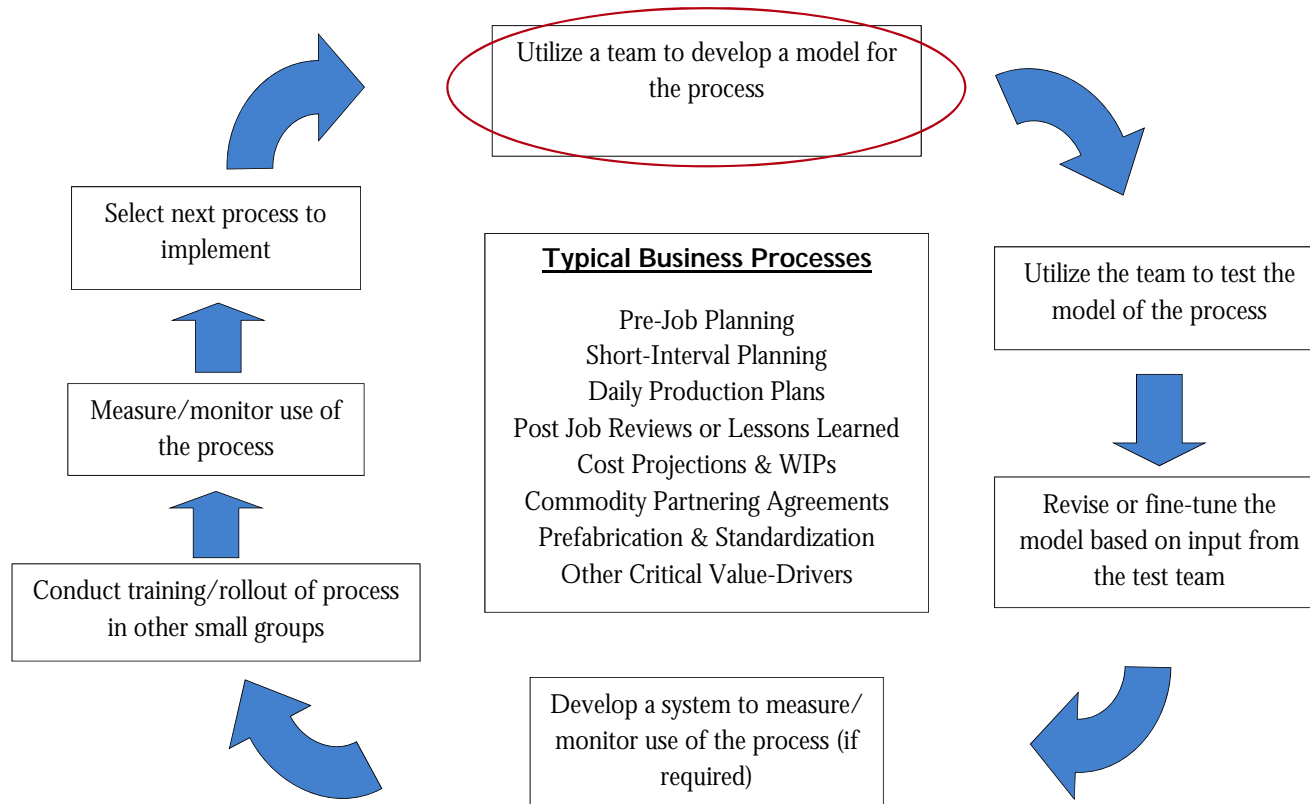 Utilize a team to develop a model for
the process
Select next process to
implement
Typical Business Processes
Pre-Job Planning
Short-Interval Planning
Daily Production Plans
Post Job Reviews or Lessons Learned
Cost Projections & WIPs
Commodity Partnering Agreements
Prefabrication & Standardization
Other Critical Value-Drivers
Utilize the team to test the
model of the process
Measure/monitor use of
the process
Revise or fine-tune the
model based on input from
the test team
Conduct training/rollout of process
in other small groups
Develop a system to measure/
monitor use of the process (if
required)